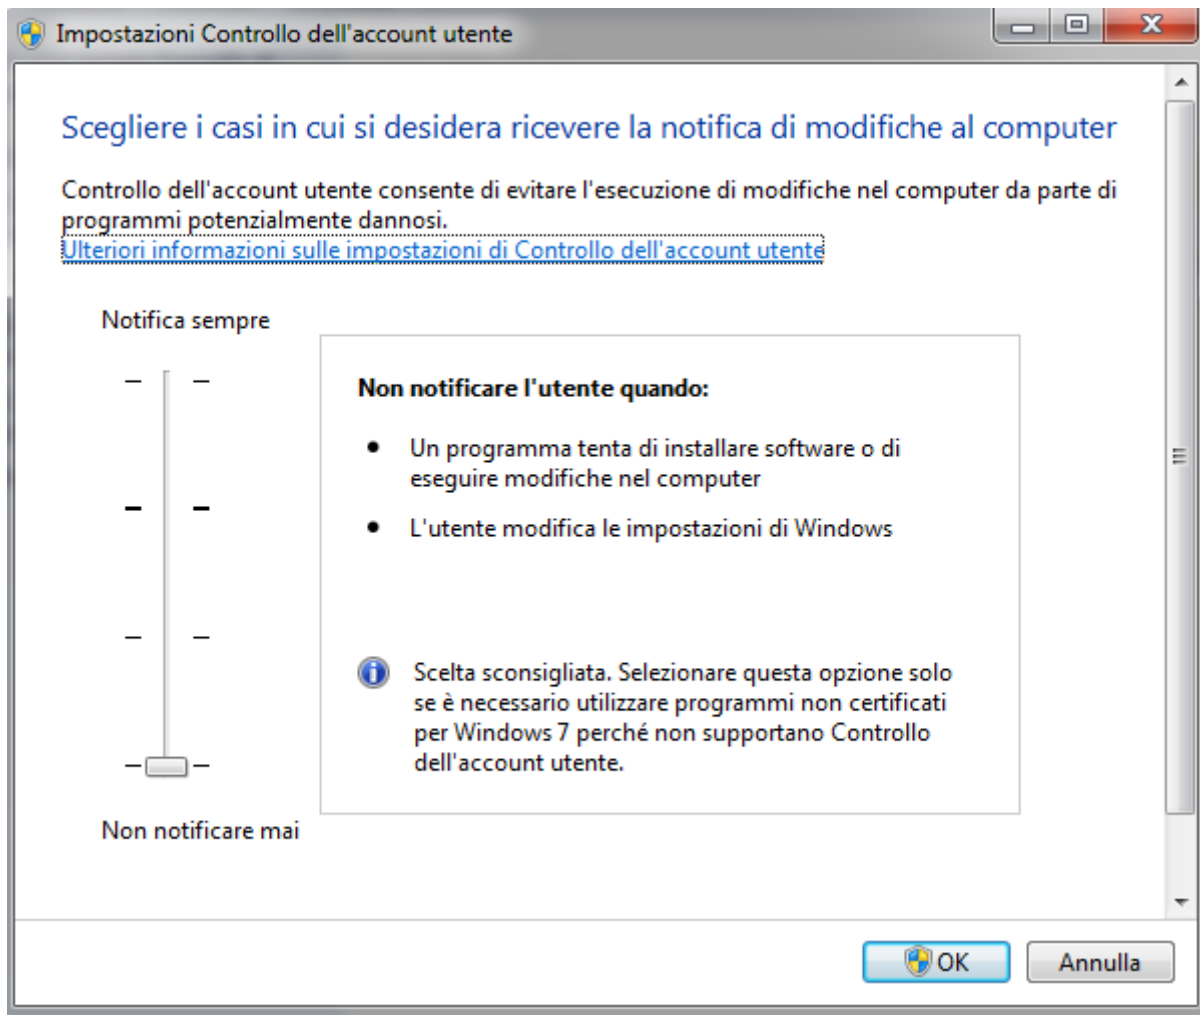 Impostazioni Controllo dell'account utente
Scegliere i casi in cui si desidera ricevere la notifica di modifiche al computer
Controllo dell'account utente consente di evitare l'esecuzione di modifiche nel computer da parte di
programmi potenzialmente dannosi.
Ulteriori informazioni sulle impostazioni di Controllo dell'account utente
Notifica sempre
Non notificare l'utente quando:
Un programma tenta di installare software o di
eseguire modifiche nel computer
L'utente modifica le impostazioni di Windows
Scelta sconsigliata. Selezionare questa opzione solo
se è necessario utilizzare programmi non certificati
per Windows 7 perché non supportano Controllo
dell'account utente.
Non notificare mai
OK
Annulla